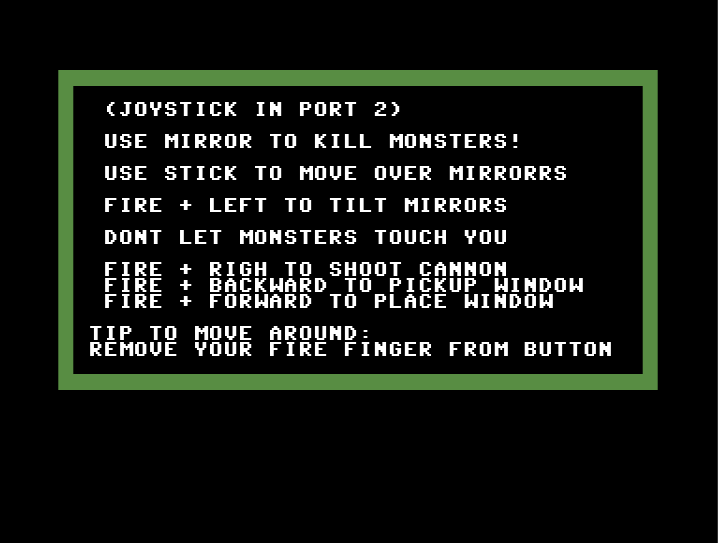 (JOYSTICK IN PORT 2)
USE MIRROR TO KILL MONSTERS!
USE STICK TO MOVE OVER MIRRORRS
FIRE + LEFT TO TILT MIRRORS
DONT LET MONSTERS TOUCH YOU
FIRE + RIGH TO SHOOT CANNON
FIRE + BACKWARD TO PICKUP WINDOW
FIRE + FORWARD TO PLACE WINDOW
TIP TO MOVE AROUND:
REMOVE YOUR FIRE FINGER FROM BUTTON